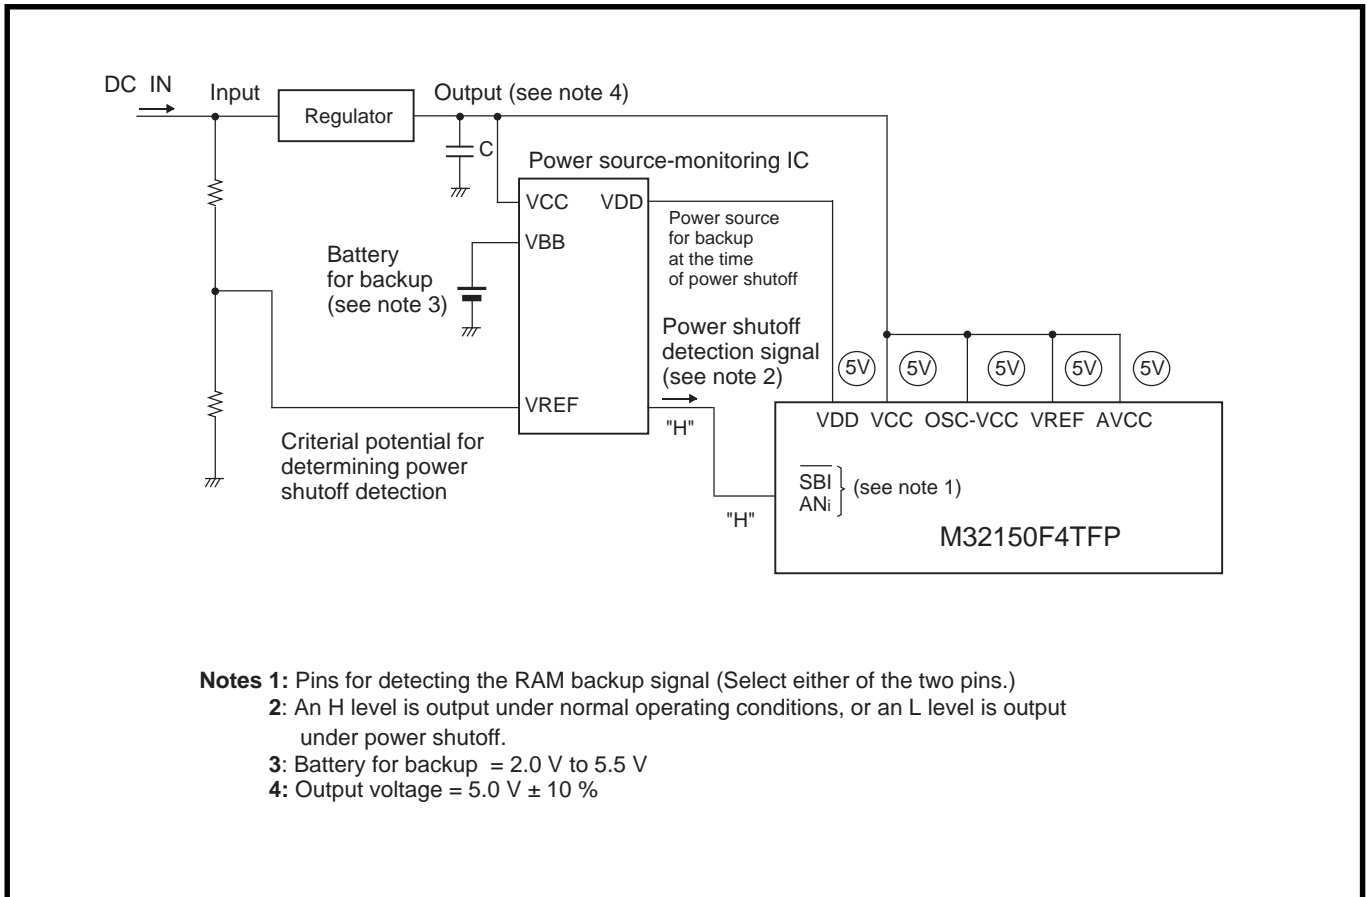 DC IN
Input
Regulator
Output (see note 4)
C
Power source-monitoring IC
VCC
VDD
VBB
VREF
Power source
for backup
at the time
of power shutoff
Battery
for backup
(see note 3)
Power shutoff
detection signal
(see note 2)
"H"
"H"
Criterial potential for
determining power
shutoff detection
5V
5V
5V
5V
5V
VDD VCC OSC-VCC VREF AVCC
SBI
ANi
(see note 1)
M32150F4TFP
Notes 1: Pins for detecting the RAM backup signal (Select either of the two pins.)
2: An H level is output under normal operating conditions, or an L level is output
under power shutoff.
3: Battery for backup = 2.0 V to 5.5 V
4: Output voltage = 5.0 V ± 10 %